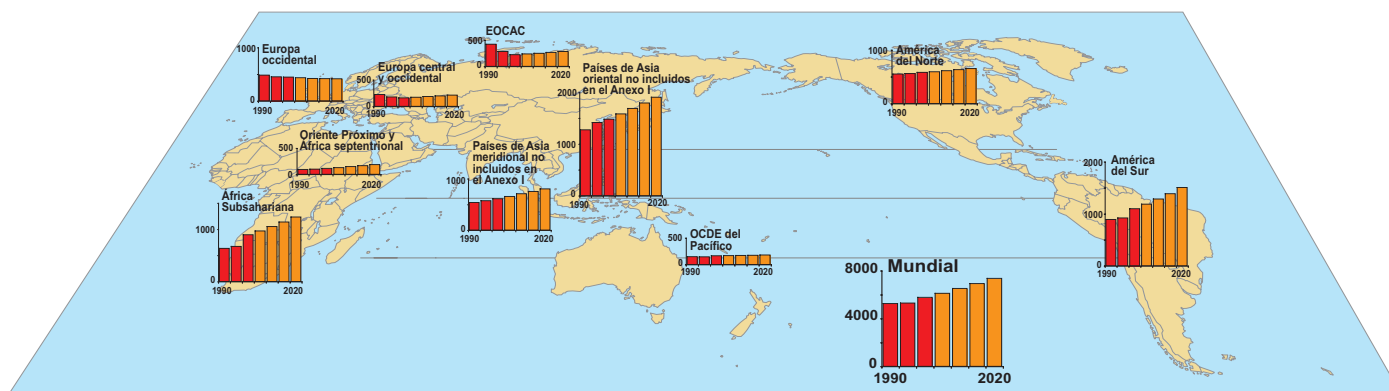 Europa
occidental
1000
0
1990
2020
Europa central
y occidental
500
0
1990
2020
EOCAC
500
0
1990
2020
Países de Asia
oriental no incluidos
en el Anexo I
2000
1000
0
1990
2020
América
del Norte
1000
0
1990
2020
Oriente Próximo y
África septentrional
500
0
1990
2020
Países de Asia
meridional no
incluidos en
el Anexo I
1000
0
1990
2020
África
Subsahariana
1000
0
1990
2020
OCDE del
Pacífico
500
0
1990
2020
América
del Sur
2000
1000
0
1990
2020
Mundial
8000
4000
0
1990
2020